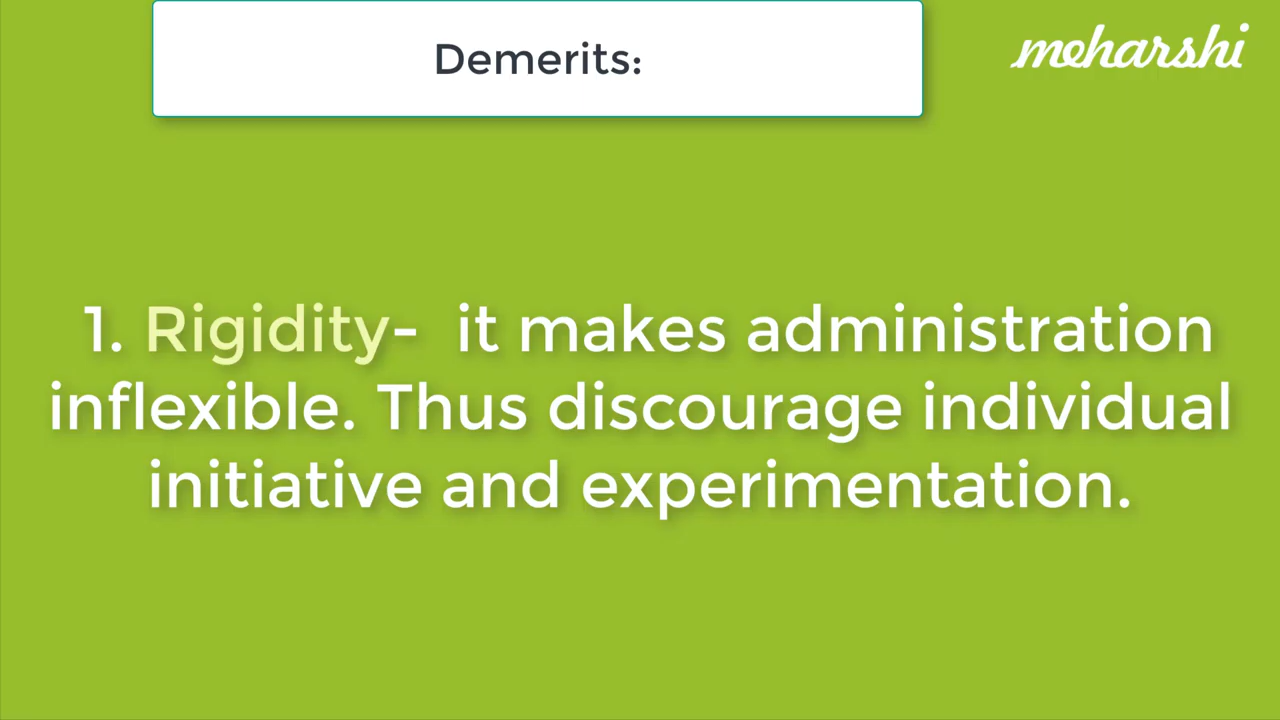 Demerits:
meharshi
1. Rigidity- it makes administration
inflexible. Thus discourage individual
initiative and experimentation.